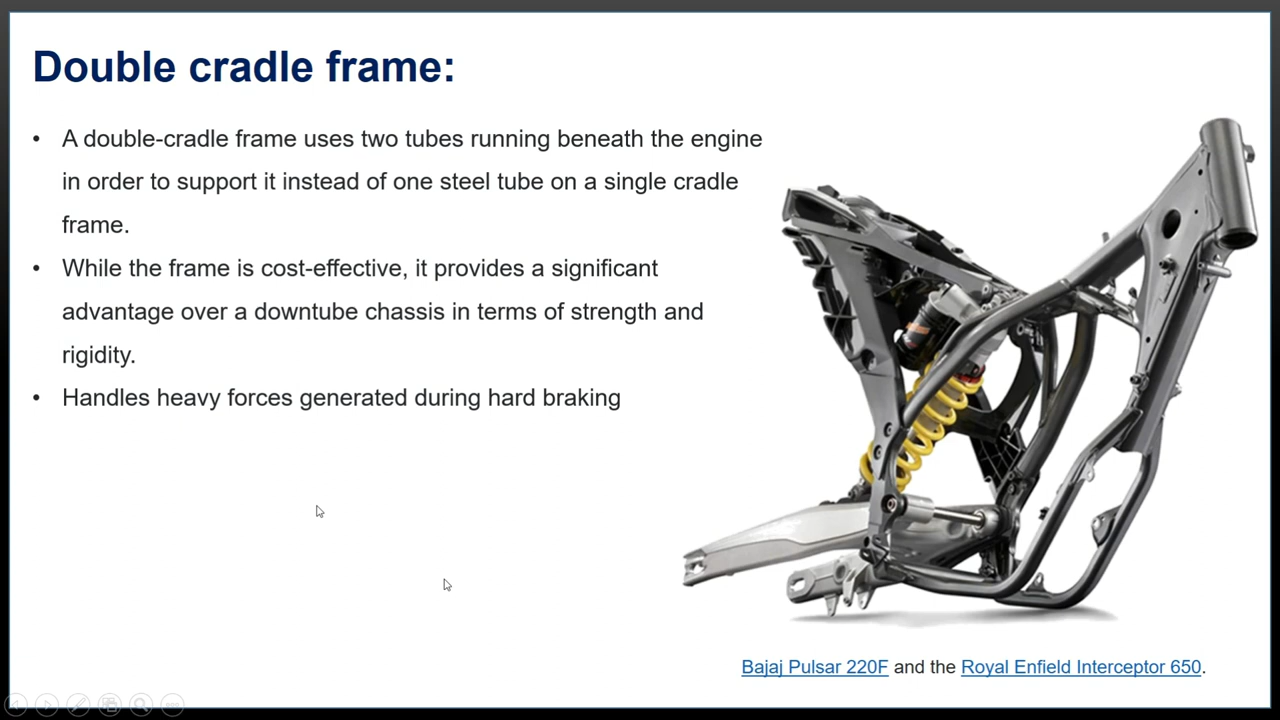 Double cradle frame:
• A double-cradle frame uses two tubes running beneath the engine
in order to support it instead of one steel tube on a single cradle
frame.
• While the frame is cost-effective, it provides a significant
advantage over a downtube chassis in terms of strength and
rigidity.
• Handles heavy forces generated during hard braking
Bajaj Pulsar 220F and the Royal Enfield Interceptor 650.